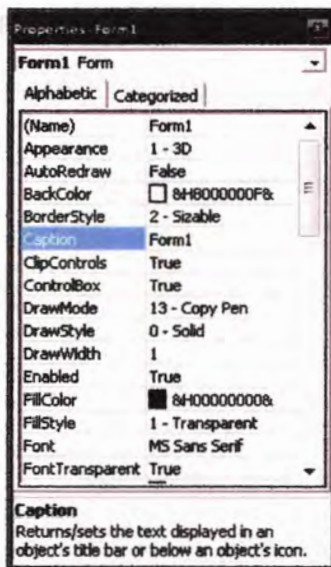 Properties - Form1
Form1 Form
Alphabetic Categorized
(Name) Form1
Appearance 1 - 3D
AutoRedraw False
BackColor &H8000000F&
BorderStyle 2 - Sizable
Caption Form1
ClipControls True
ControlBox True
DrawMode 13 - Copy Pen
DrawStyle 0 - Solid
DrawWidth 1
Enabled True
FillColor &H00000000&
FillStyle 1 - Transparent
Font MS Sans Serif
FontTransparent True
Caption
Returns/sets the text displayed in an
object's title bar or below an object's icon.